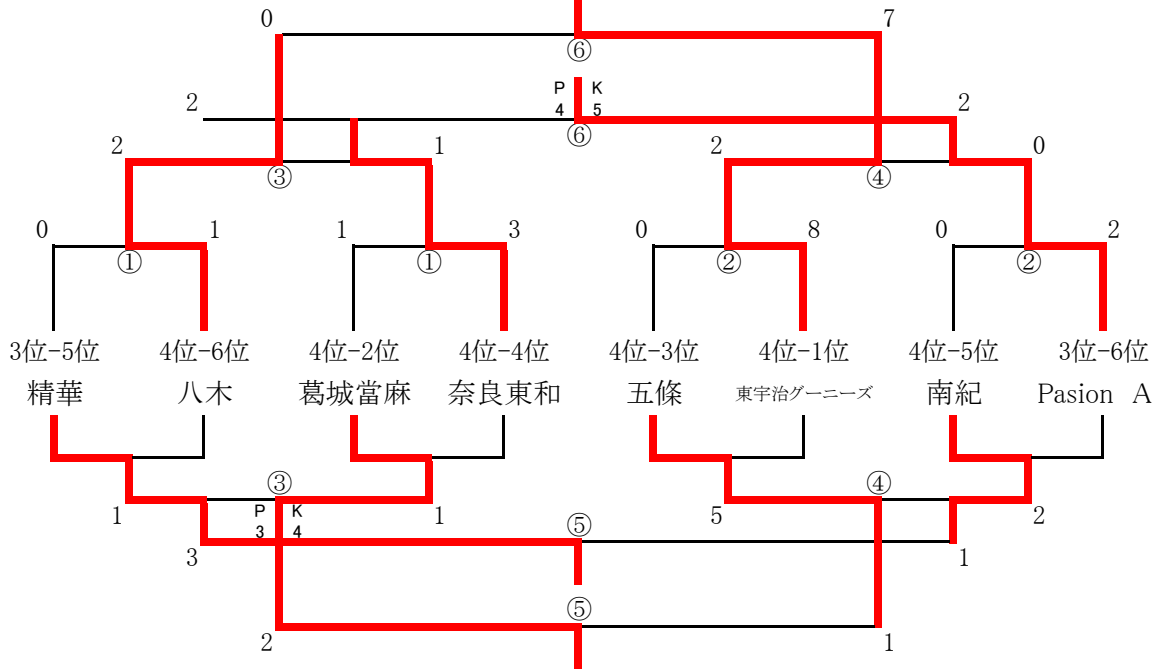 0 7
⑥
P K
2 4 5 2
⑥
2 1 2 0
③ ④
0 1 1 3 0 8 0 2
① ① ② ②
3位-5位 4位-6位 4位-2位 4位-4位 4位-3位 4位-1位 4位-5位 3位-6位
精華 八木 葛城當麻 奈良東和 五條 東宇治グーニーズ 南紀 Pasion A
③ ④
1 P K 1 5 2
3 4
⑤
3 1
⑤
2 1